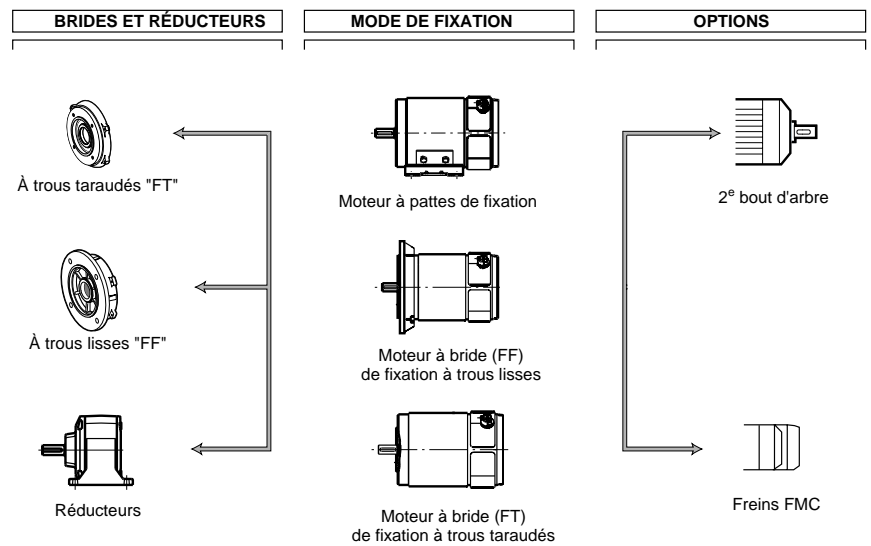 BRIDES ET RÉDUCTEURS
MODE DE FIXATION
OPTIONS
À trous taraudés "FT"
Moteur à pattes de fixation
2e bout d'arbre
À trous lisses "FF"
Moteur à bride (FF)
de fixation à trous lisses
Réducteurs
Moteur à bride (FT)
de fixation à trous taraudés
Freins FMC